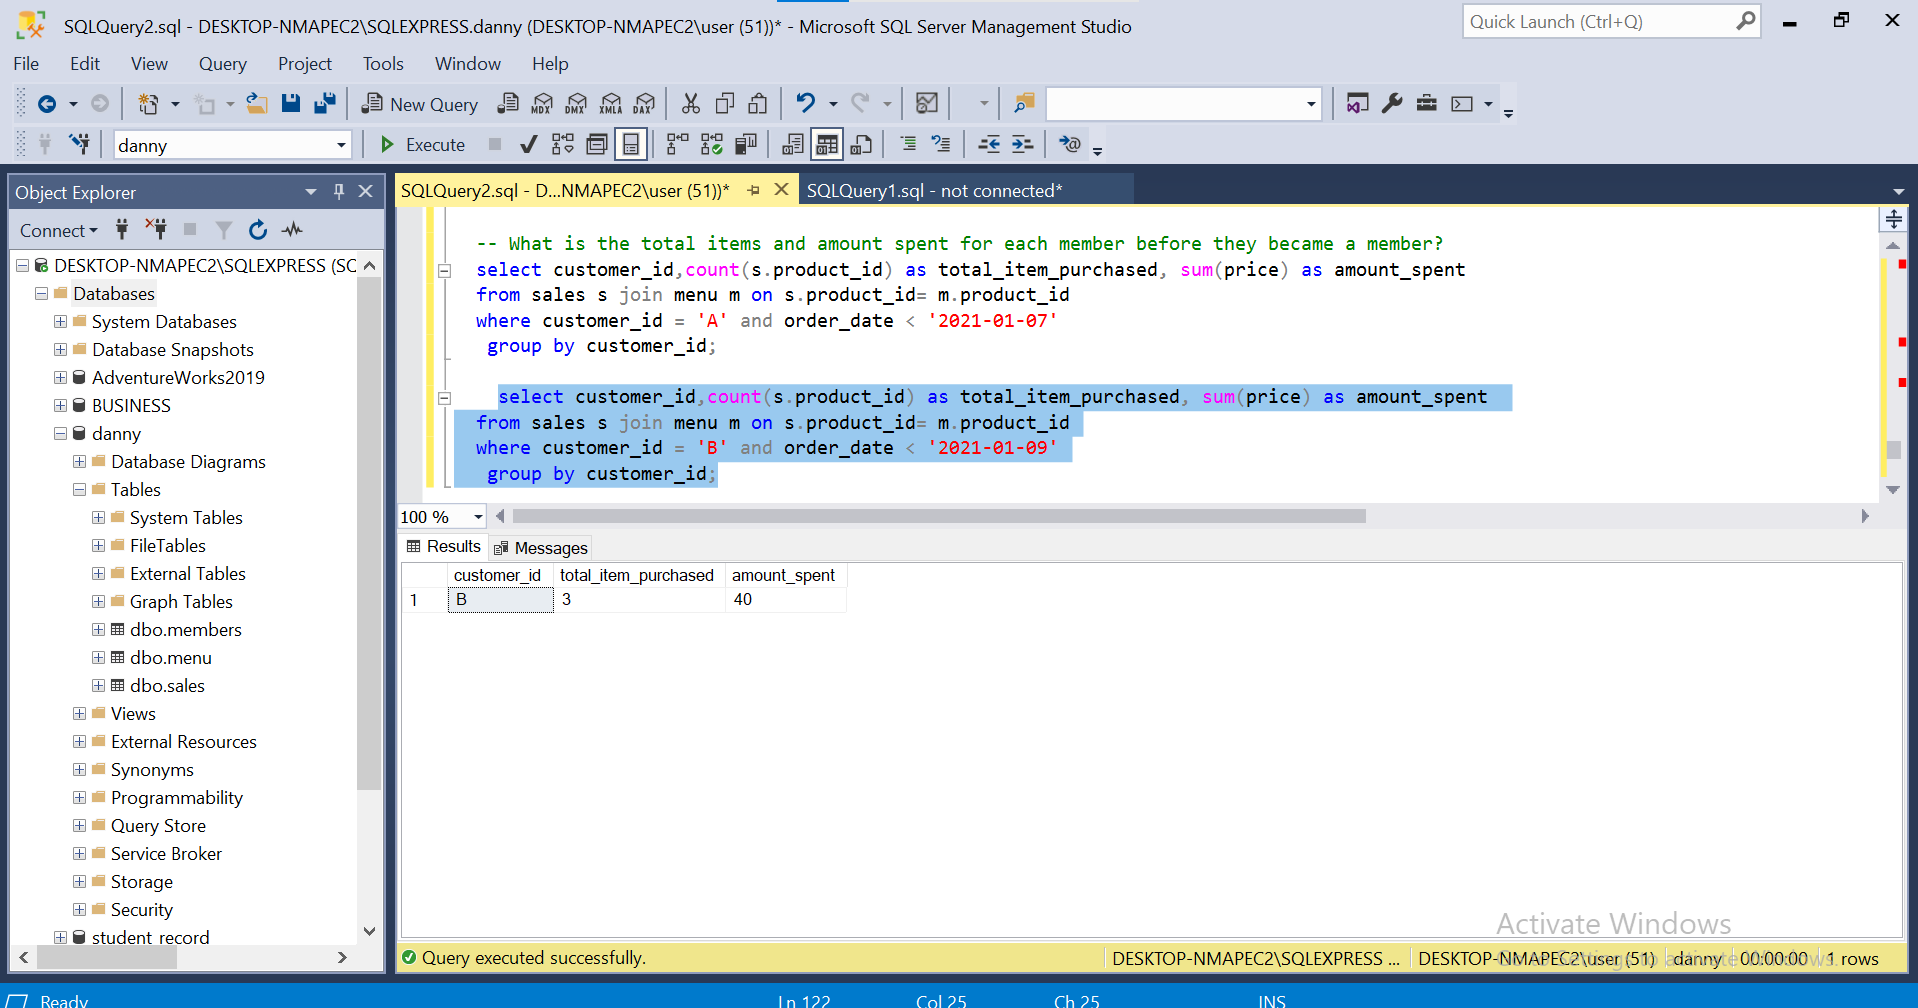 SQLQuery2.sql - DESKTOP-NMAPEC2\SQLEXPRESS.danny (DESKTOP-NMAPEC2\user (51))* - Microsoft SQL Server Management Studio
Quick Launch (Ctrl+Q)
File Edit View Query Project Tools Window Help
New Query MDX DMX XMLA DAX
danny
Execute
Object Explorer
SQLQuery2.sql - D...NMAPEC2\user (51))*
SQLQuery1.sql - not connected*
Connect
DESKTOP-NMAPEC2\SQLEXPRESS (SC
Databases
System Databases
Database Snapshots
AdventureWorks2019
BUSINESS
danny
Database Diagrams
Tables
System Tables
FileTables
External Tables
Graph Tables
dbo.members
dbo.menu
dbo.sales
Views
External Resources
Synonyms
Programmability
Query Store
Service Broker
Storage
Security
student_record
-- What is the total items and amount spent for each member before they became a member?
select customer_id,count(s.product_id) as total_item_purchased, sum(price) as amount_spent
from sales s join menu m on s.product_id= m.product_id
where customer_id = 'A' and order_date < '2021-01-07'
group by customer_id;
select customer_id,count(s.product_id) as total_item_purchased, sum(price) as amount_spent
from sales s join menu m on s.product_id= m.product_id
where customer_id = 'B' and order_date < '2021-01-09'
group by customer_id;
100 %
Results Messages
customer_id total_item_purchased amount_spent
1 B 3 40
Activate Windows
Query executed successfully.
DESKTOP-NMAPEC2\SQLEXPRESS ... DESKTOP-NMAPEC2\user (51) danny 00:00:00 1 rows
Ready Ln 122 Col 25 Ch 25 INS